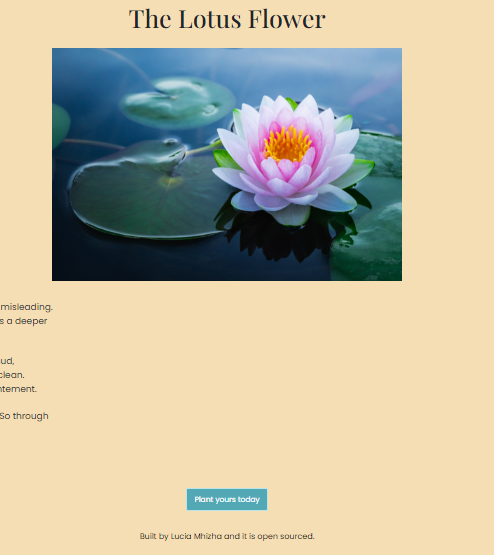 The Lotus Flower
misleading.
s a deeper
ud,
clean.
ntement.
So through
Plant yours today
Built by Lucia Mhizha and it is open sourced.